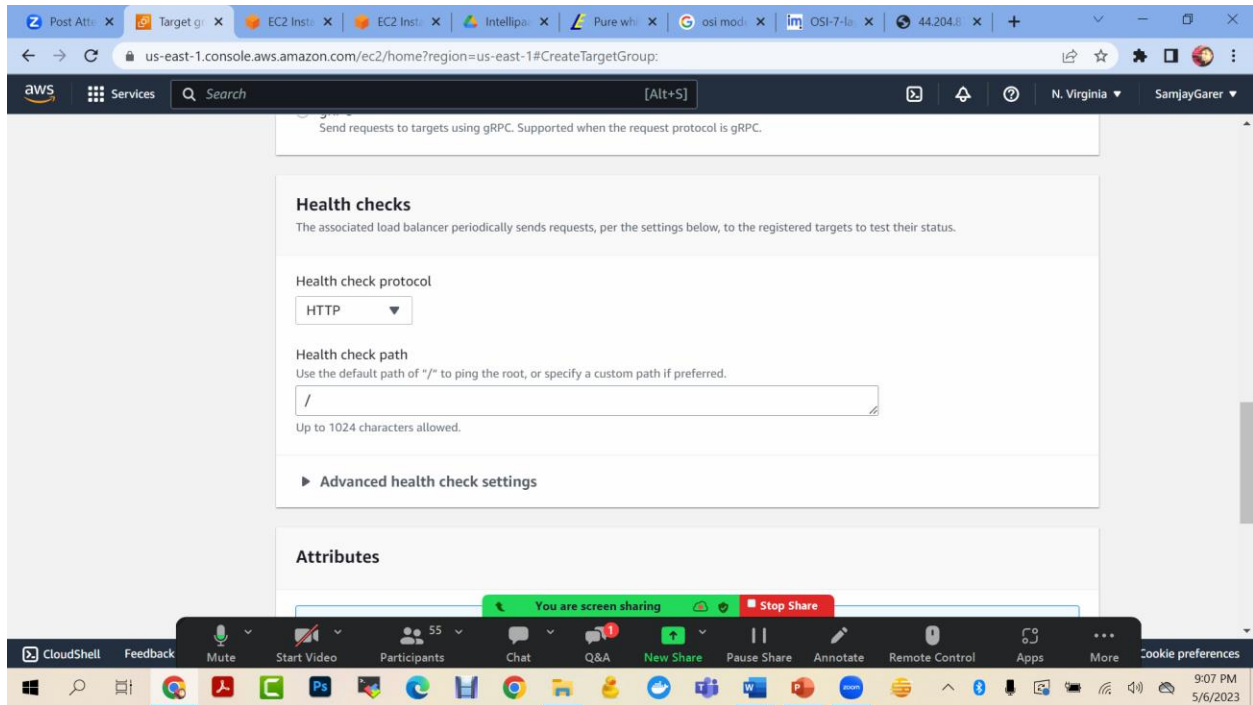 Post Atte
Target gr
EC2 Insta
EC2 Insta
Intellipaa
Pure whi
osi mode
OSI-7-lay
44.204.8
us-east-1.console.aws.amazon.com/ec2/home?region=us-east-1#CreateTargetGroup:
aws
Services
Search
[Alt+S]
N. Virginia
SamjayGarer
Send requests to targets using gRPC. Supported when the request protocol is gRPC.
Health checks
The associated load balancer periodically sends requests, per the settings below, to the registered targets to test their status.
Health check protocol
HTTP
Health check path
Use the default path of "/" to ping the root, or specify a custom path if preferred.
/
Up to 1024 characters allowed.
Advanced health check settings
Attributes
You are screen sharing
Stop Share
CloudShell
Feedback
Mute
Start Video
55
Participants
Chat
1
Q&A
New Share
Pause Share
Annotate
Remote Control
Apps
More
Cookie preferences
Ps
zoom
9:07 PM
5/6/2023